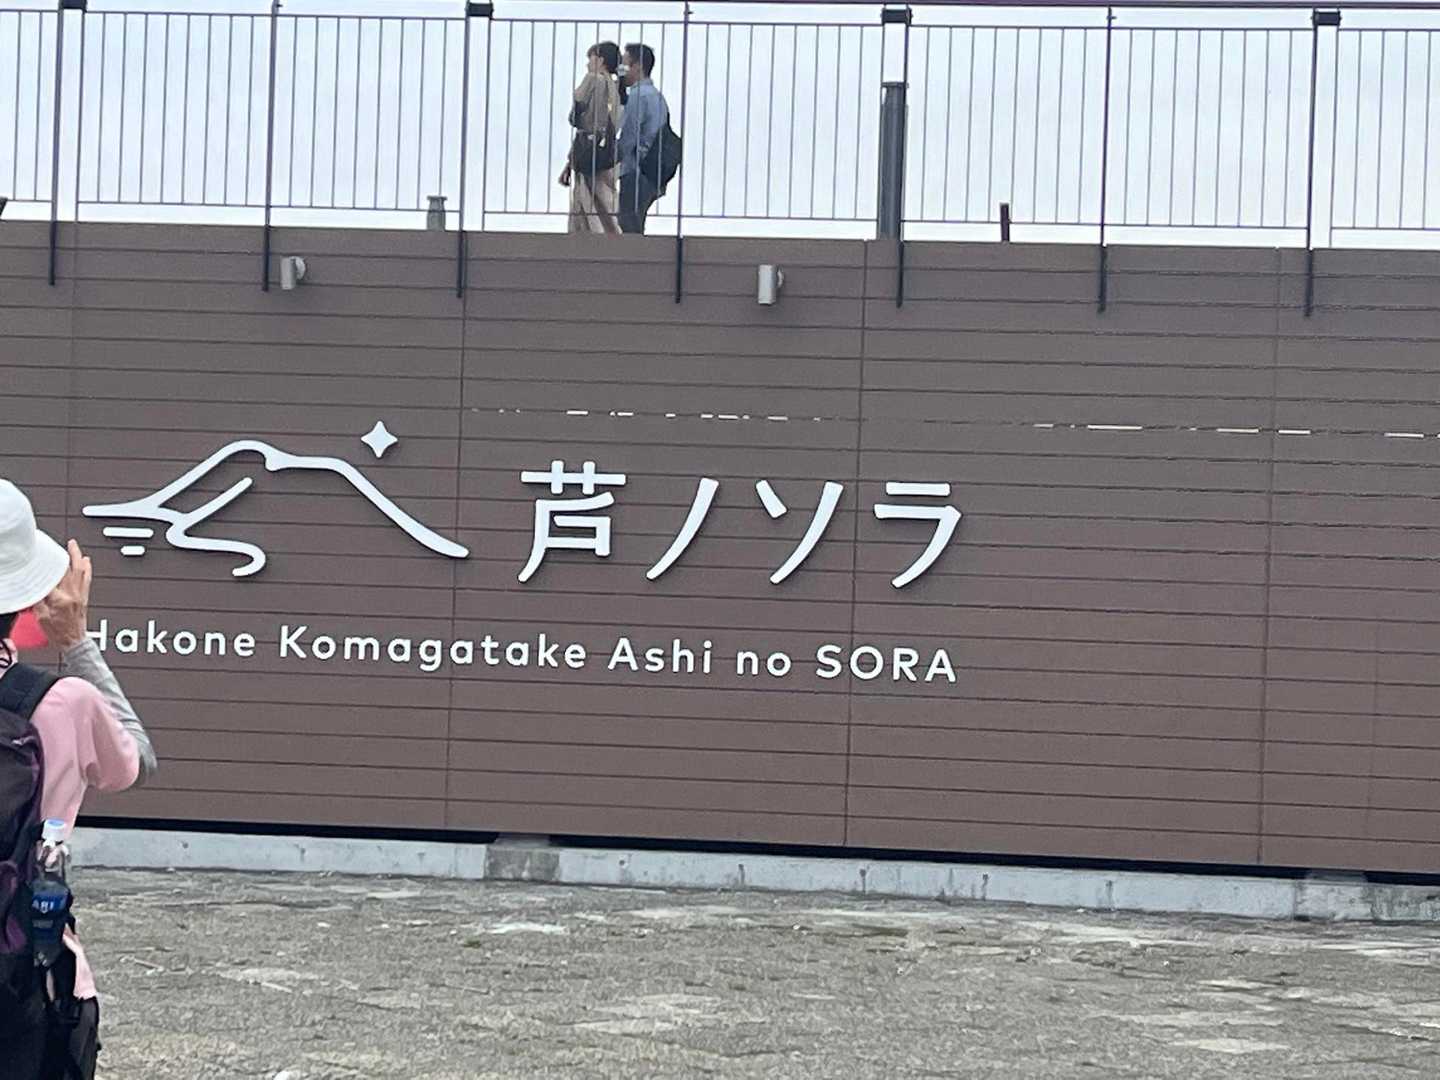 芦ノソラ
Hakone Komagatake Ashi no SORA